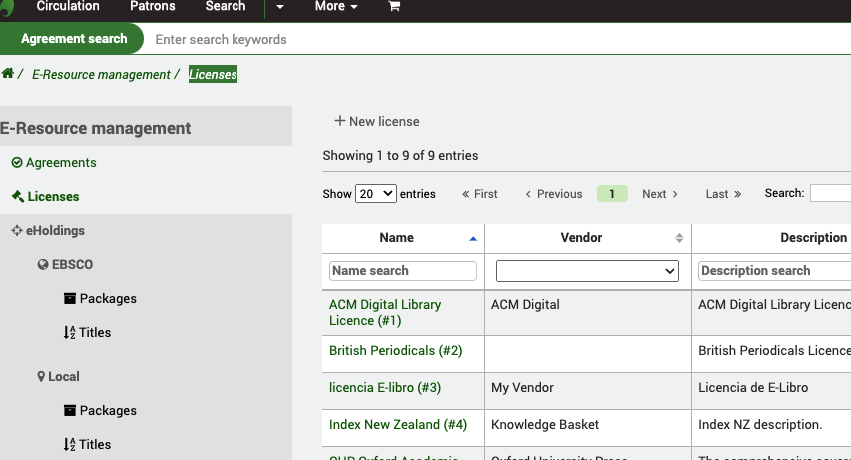 Circulation Patrons Search More
Agreement search Enter search keywords
/ E-Resource management / Licenses
E-Resource management
Agreements
Licenses
eHoldings
EBSCO
Packages
Titles
Local
Packages
Titles
+ New license
Showing 1 to 9 of 9 entries
Show 20 entries « First ‹ Previous 1 Next › Last » Search:
Name Vendor Description
Name search Description search
ACM Digital Library ACM Digital ACM Digital Library Licenc
Licence (#1)
British Periodicals (#2) British Periodicals Licence
licencia E-libro (#3) My Vendor Licencia de E-Libro
Index New Zealand (#4) Knowledge Basket Index NZ description.